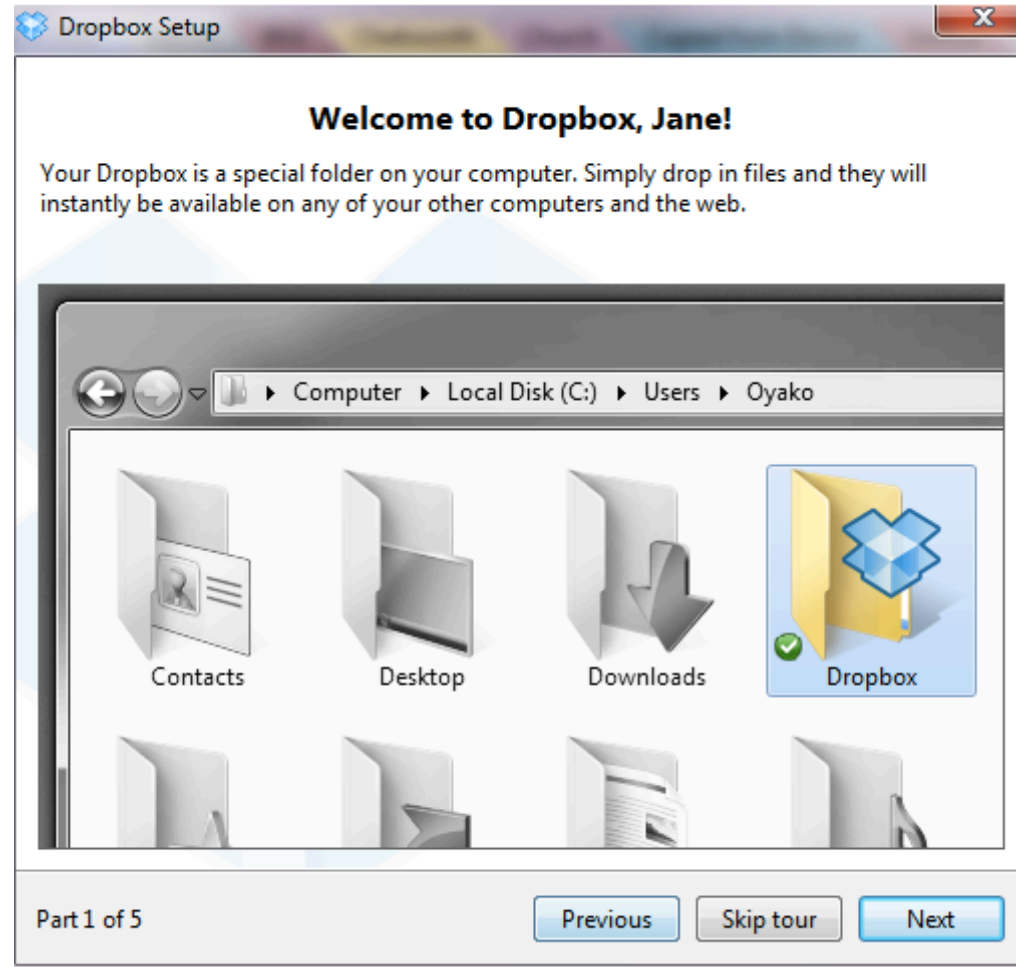 Dropbox Setup
Welcome to Dropbox, Jane!
Your Dropbox is a special folder on your computer. Simply drop in files and they will
instantly be available on any of your other computers and the web.
Computer Local Disk (C:) Users Oyako
Contacts Desktop Downloads Dropbox
Part 1 of 5 Previous Skip tour Next